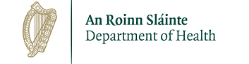 An Roinn Sláinte
Department of Health